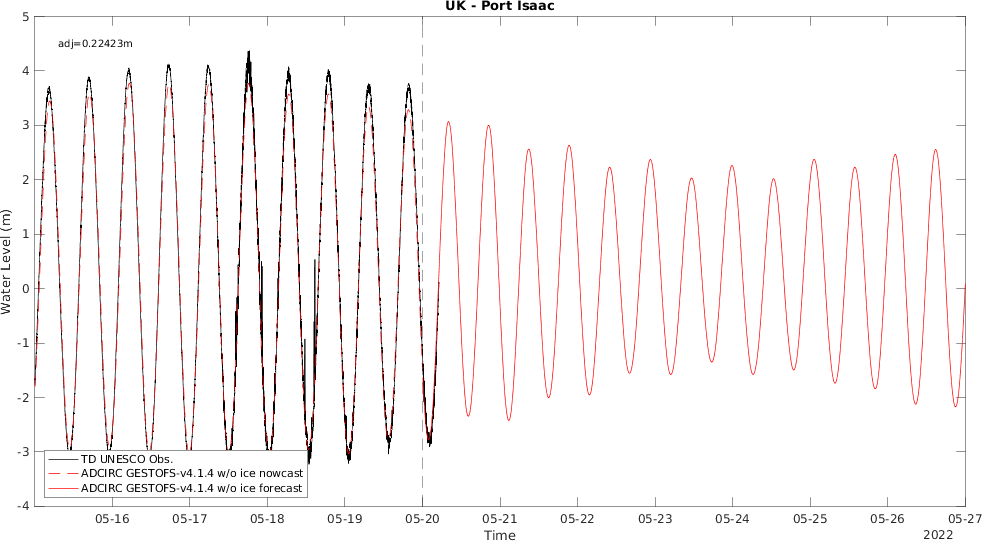 UK - Port Isaac
5
adj=0.22423m
4
3
2
1
0
-1
-2
-3
-4
Water Level (m)
TD UNESCO Obs.
ADCIRC GESTOFS-v4.1.4 w/o ice nowcast
ADCIRC GESTOFS-v4.1.4 w/o ice forecast
05-16 05-17 05-18 05-19 05-20 05-21 05-22 05-23 05-24 05-25 05-26 05-27
Time
2022